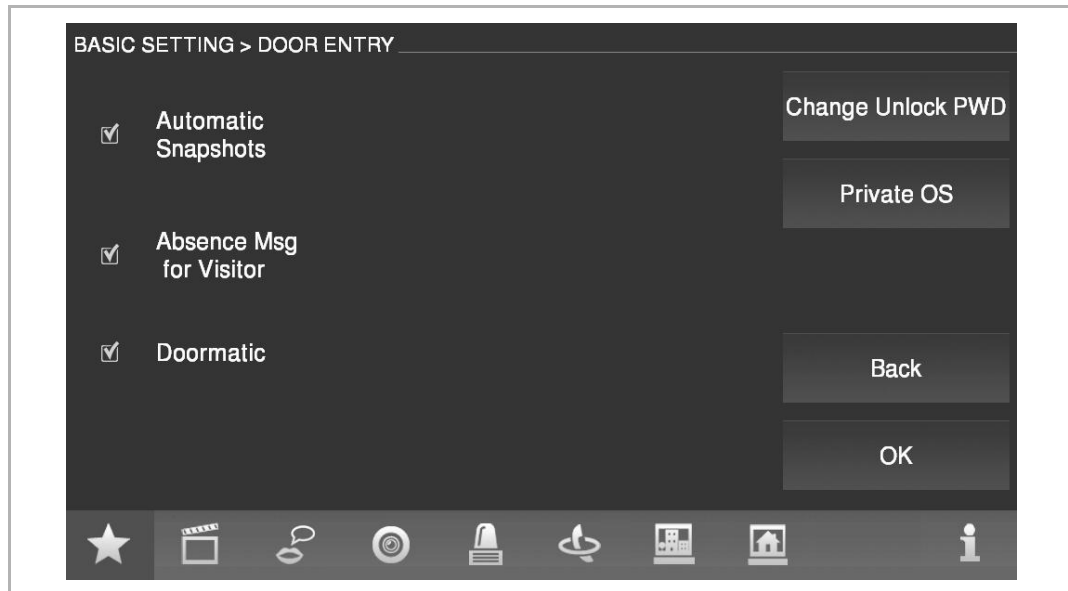 BASIC SETTING > DOOR ENTRY
Automatic
Snapshots
Absence Msg
for Visitor
Doormatic
Change Unlock PWD
Private OS
Back
OK